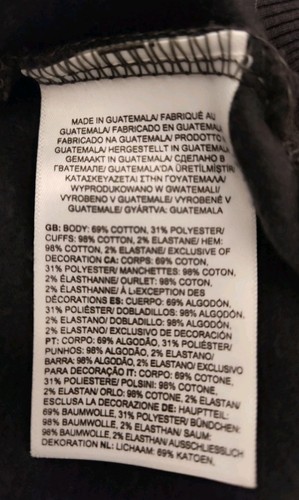 MADE IN GUATEMALA/ FABRIQUÉ AU
GUATEMALA/ FABRICADO EN GUATEMALA/
FABRICADO NA GUATEMALA/ PRODOTTO
GUATEMALA/ HERGESTELLT IN GUATEMALA/
GEMAAKT IN GUATEMALA/ СДЕЛАНО В
ГВАТЕМАЛЕ/ GUATEMALA'DA ÜRETİLMİŞTİR/
ΚΑΤΑΣΚΕΥΑΖΕΤΑΙ ΣΤΗΝ ΓΟΥΑΤΕΜΑΛΑ/
WYPRODUKOWANO W GWATEMALI/
VYROBENO V GUATEMALE/ VYROBENÉ V
GUATEMALE/ GYÁRTVA: GUATEMALA
GB: BODY: 69% COTTON, 31% POLYESTER/
CUFFS: 98% COTTON, 2% ELASTANE/ HEM:
98% COTTON, 2% ELASTANE/ EXCLUSIVE OF
DECORATION CA: CORPS: 69% COTON,
31% POLYESTER/ MANCHETTES: 98% COTON,
2% ÉLASTHANNE/ OURLET: 98% COTON,
2% ÉLASTHANNE/ À L'EXCEPTION DES
DÉCORATIONS ES: CUERPO: 69% ALGODÓN,
31% POLIÉSTER/ DOBLADILLOS: 98% ALGODÓN,
2% ELASTANO/ DOBLADILLO: 98% ALGODÓN,
2% ELASTANO/ EXCLUSIVO DE DECORACIÓN
PT: CORPO: 69% ALGODÃO, 31% POLIÉSTER/
PUNHOS: 98% ALGODÃO, 2% ELASTANO/
BARRA: 98% ALGODÃO, 2% ELASTANO/ EXCLUSIVO
PARA DECORAÇÃO IT: CORPO: 69% COTONE,
31% POLIESTERE/ POLSINI: 98% COTONE,
2% ELASTAN/ ORLO: 98% COTONE, 2% ELASTAN/
ESCLUSA LA DECORAZIONE DE: HAUPTTEIL:
69% BAUMWOLLE, 31% POLYESTER/ BÜNDCHEN:
98% BAUMWOLLE, 2% ELASTHAN/ SAUM:
98% BAUMWOLLE, 2% ELASTHAN/ AUSSCHLIESSLICH
DEKORATION NL: LICHAAM: 69% KATOEN,